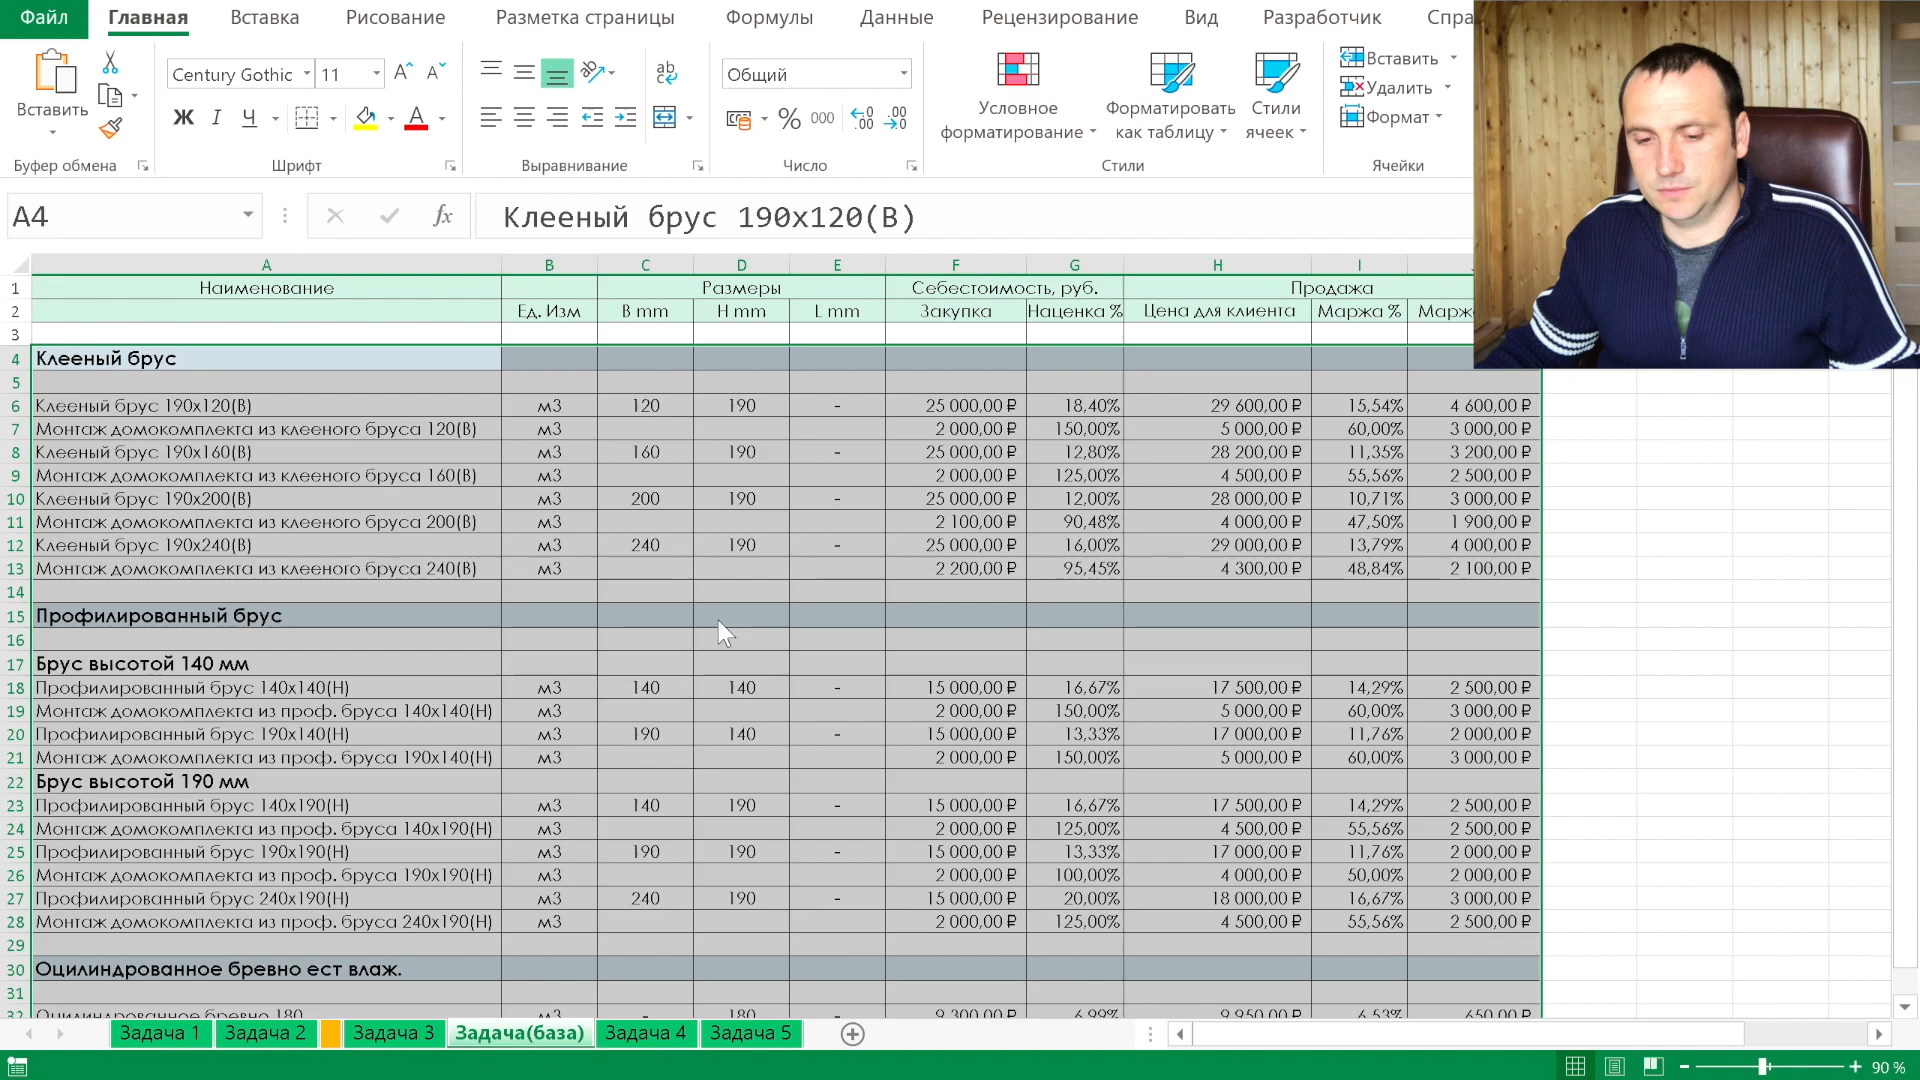 Файл Главная Вставка Рисование Разметка страницы Формулы Данные Рецензирование Вид Разработчик Спра
Вставить
Буфер обмена
Century Gothic 11
Ж К Ч
Шрифт
ab
Выравнивание
Общий
% 000 ,00 ,00
Число
Условное форматирование
Форматировать как таблицу
Стили ячеек
Стили
Вставить
Удалить
Формат
Ячейки
A4 fx Клееный брус 190х120(В)
A B C D E F G H I
1 Наименование Размеры Себестоимость, руб. Продажа
2 Ед. Изм B mm H mm L mm Закупка Наценка % Цена для клиента Маржа % Марж
3
4 Клееный брус
5
6 Клееный брус 190х120(В) м3 120 190 - 25 000,00 ₽ 18,40% 29 600,00 ₽ 15,54% 4 600,00 ₽
7 Монтаж домокомплекта из клееного бруса 120(В) м3 2 000,00 ₽ 150,00% 5 000,00 ₽ 60,00% 3 000,00 ₽
8 Клееный брус 190х160(В) м3 160 190 - 25 000,00 ₽ 12,80% 28 200,00 ₽ 11,35% 3 200,00 ₽
9 Монтаж домокомплекта из клееного бруса 160(В) м3 2 000,00 ₽ 125,00% 4 500,00 ₽ 55,56% 2 500,00 ₽
10 Клееный брус 190х200(В) м3 200 190 - 25 000,00 ₽ 12,00% 28 000,00 ₽ 10,71% 3 000,00 ₽
11 Монтаж домокомплекта из клееного бруса 200(В) м3 2 100,00 ₽ 90,48% 4 000,00 ₽ 47,50% 1 900,00 ₽
12 Клееный брус 190х240(В) м3 240 190 - 25 000,00 ₽ 16,00% 29 000,00 ₽ 13,79% 4 000,00 ₽
13 Монтаж домокомплекта из клееного бруса 240(В) м3 2 200,00 ₽ 95,45% 4 300,00 ₽ 48,84% 2 100,00 ₽
14
15 Профилированный брус
16
17 Брус высотой 140 мм
18 Профилированный брус 140х140(Н) м3 140 140 - 15 000,00 ₽ 16,67% 17 500,00 ₽ 14,29% 2 500,00 ₽
19 Монтаж домокомплекта из проф. бруса 140х140(Н) м3 2 000,00 ₽ 150,00% 5 000,00 ₽ 60,00% 3 000,00 ₽
20 Профилированный брус 190х140(Н) м3 190 140 - 15 000,00 ₽ 13,33% 17 000,00 ₽ 11,76% 2 000,00 ₽
21 Монтаж домокомплекта из проф. бруса 190х140(Н) м3 2 000,00 ₽ 150,00% 5 000,00 ₽ 60,00% 3 000,00 ₽
22 Брус высотой 190 мм
23 Профилированный брус 140х190(Н) м3 140 190 - 15 000,00 ₽ 16,67% 17 500,00 ₽ 14,29% 2 500,00 ₽
24 Монтаж домокомплекта из проф. бруса 140х190(Н) м3 2 000,00 ₽ 125,00% 4 500,00 ₽ 55,56% 2 500,00 ₽
25 Профилированный брус 190х190(Н) м3 190 190 - 15 000,00 ₽ 13,33% 17 000,00 ₽ 11,76% 2 000,00 ₽
26 Монтаж домокомплекта из проф. бруса 190х190(Н) м3 2 000,00 ₽ 100,00% 4 000,00 ₽ 50,00% 2 000,00 ₽
27 Профилированный брус 240х190(Н) м3 240 190 - 15 000,00 ₽ 20,00% 18 000,00 ₽ 16,67% 3 000,00 ₽
28 Монтаж домокомплекта из проф. бруса 240х190(Н) м3 2 000,00 ₽ 125,00% 4 500,00 ₽ 55,56% 2 500,00 ₽
29
30 Оцилиндрованное бревно ест влаж.
31
32 Оцилиндрованное бревно 180 м3 - 180 - 9 300,00 ₽ 6,99% 9 950,00 ₽ 6,53% 650,00 ₽
Задача 1 Задача 2 Задача 3 Задача(база) Задача 4 Задача 5
90 %